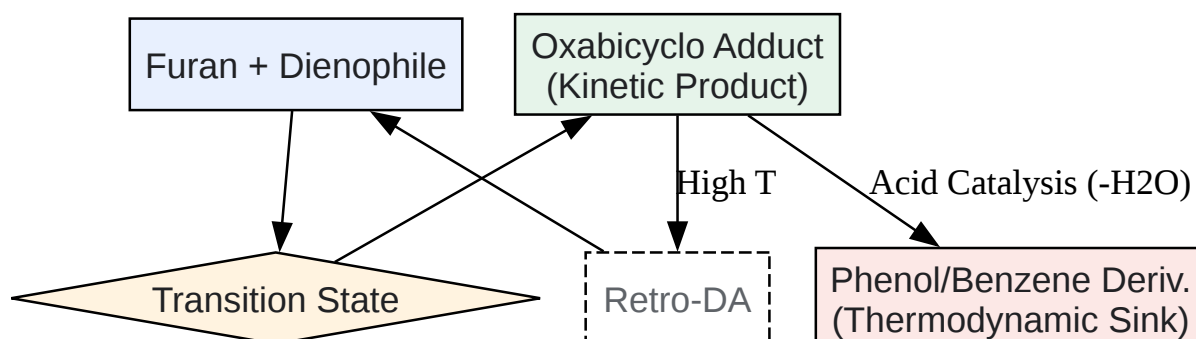 Furan + Dienophile
Oxabicyclo Adduct
(Kinetic Product)
High T
Acid Catalysis (-H2O)
Transition State
Retro-DA
Phenol/Benzene Deriv.
(Thermodynamic Sink)